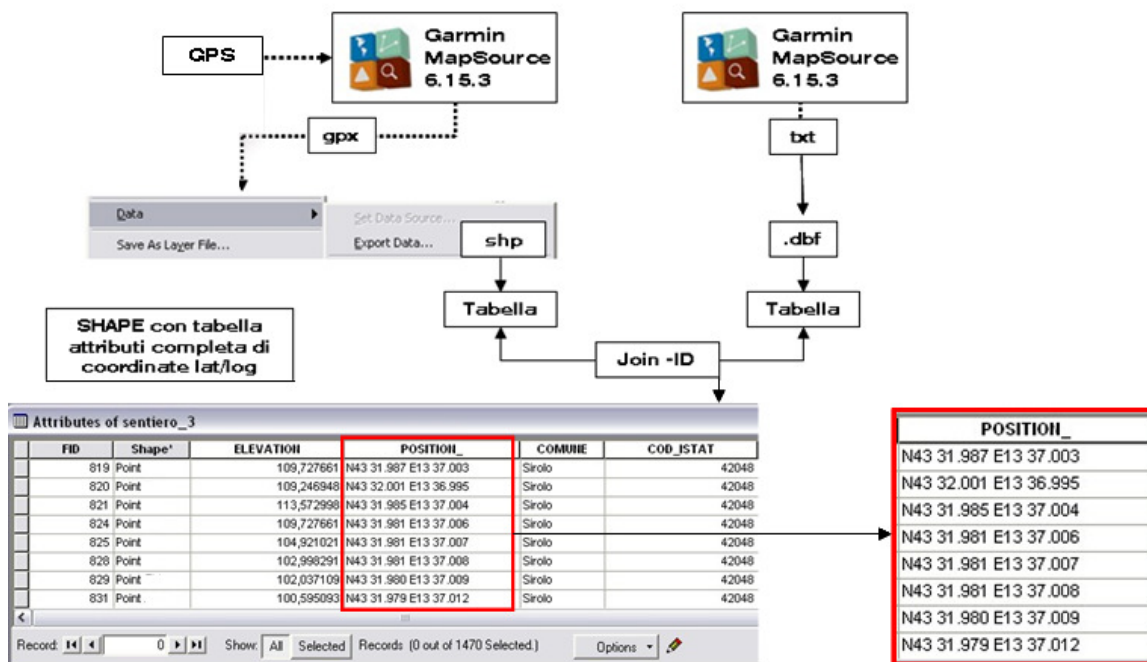 GPS
Garmin
MapSource
6.15.3
Garmin
MapSource
6.15.3
gpx
txt
Data
Save As Layer File...
Set Data Source...
Export Data...
shp
.dbf
Tabella
Tabella
SHAPE con tabella
attributi completa di
coordinate lat/log
Join -ID
Attributes of sentiero_3
FID Shape* ELEVATION POSITION_ COMUNE COD_ISTAT
819 Point 109,727661 N43 31.987 E13 37.003 Sirolo 42048
820 Point 109,246948 N43 32.001 E13 36.995 Sirolo 42048
821 Point 113,572998 N43 31.985 E13 37.004 Sirolo 42048
824 Point 109,727661 N43 31.981 E13 37.006 Sirolo 42048
825 Point 104,921021 N43 31.981 E13 37.007 Sirolo 42048
828 Point 102,998291 N43 31.981 E13 37.008 Sirolo 42048
829 Point 102,037109 N43 31.980 E13 37.009 Sirolo 42048
831 Point 100,595093 N43 31.979 E13 37.012 Sirolo 42048
Record: 0 Show: All Selected Records (0 out of 1470 Selected.) Options
POSITION_
N43 31.987 E13 37.003
N43 32.001 E13 36.995
N43 31.985 E13 37.004
N43 31.981 E13 37.006
N43 31.981 E13 37.007
N43 31.981 E13 37.008
N43 31.980 E13 37.009
N43 31.979 E13 37.012